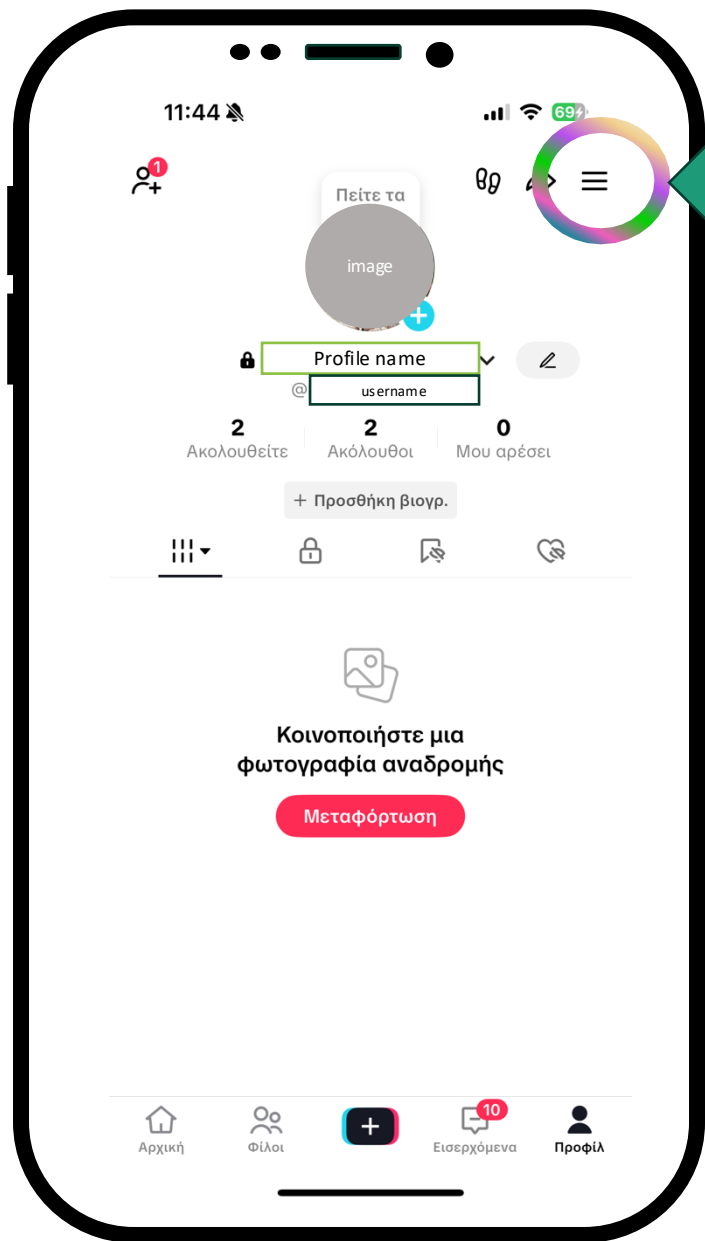 11:44
69
1
Πείτε τα
image
Profile name
@ username
2 2 0
Ακολουθείτε Ακόλουθοι Μου αρέσει
+ Προσθήκη βιογρ.
Κοινοποιήστε μια
φωτογραφία αναδρομής
Μεταφόρτωση
10
Αρχική Φίλοι Εισερχόμενα Προφίλ